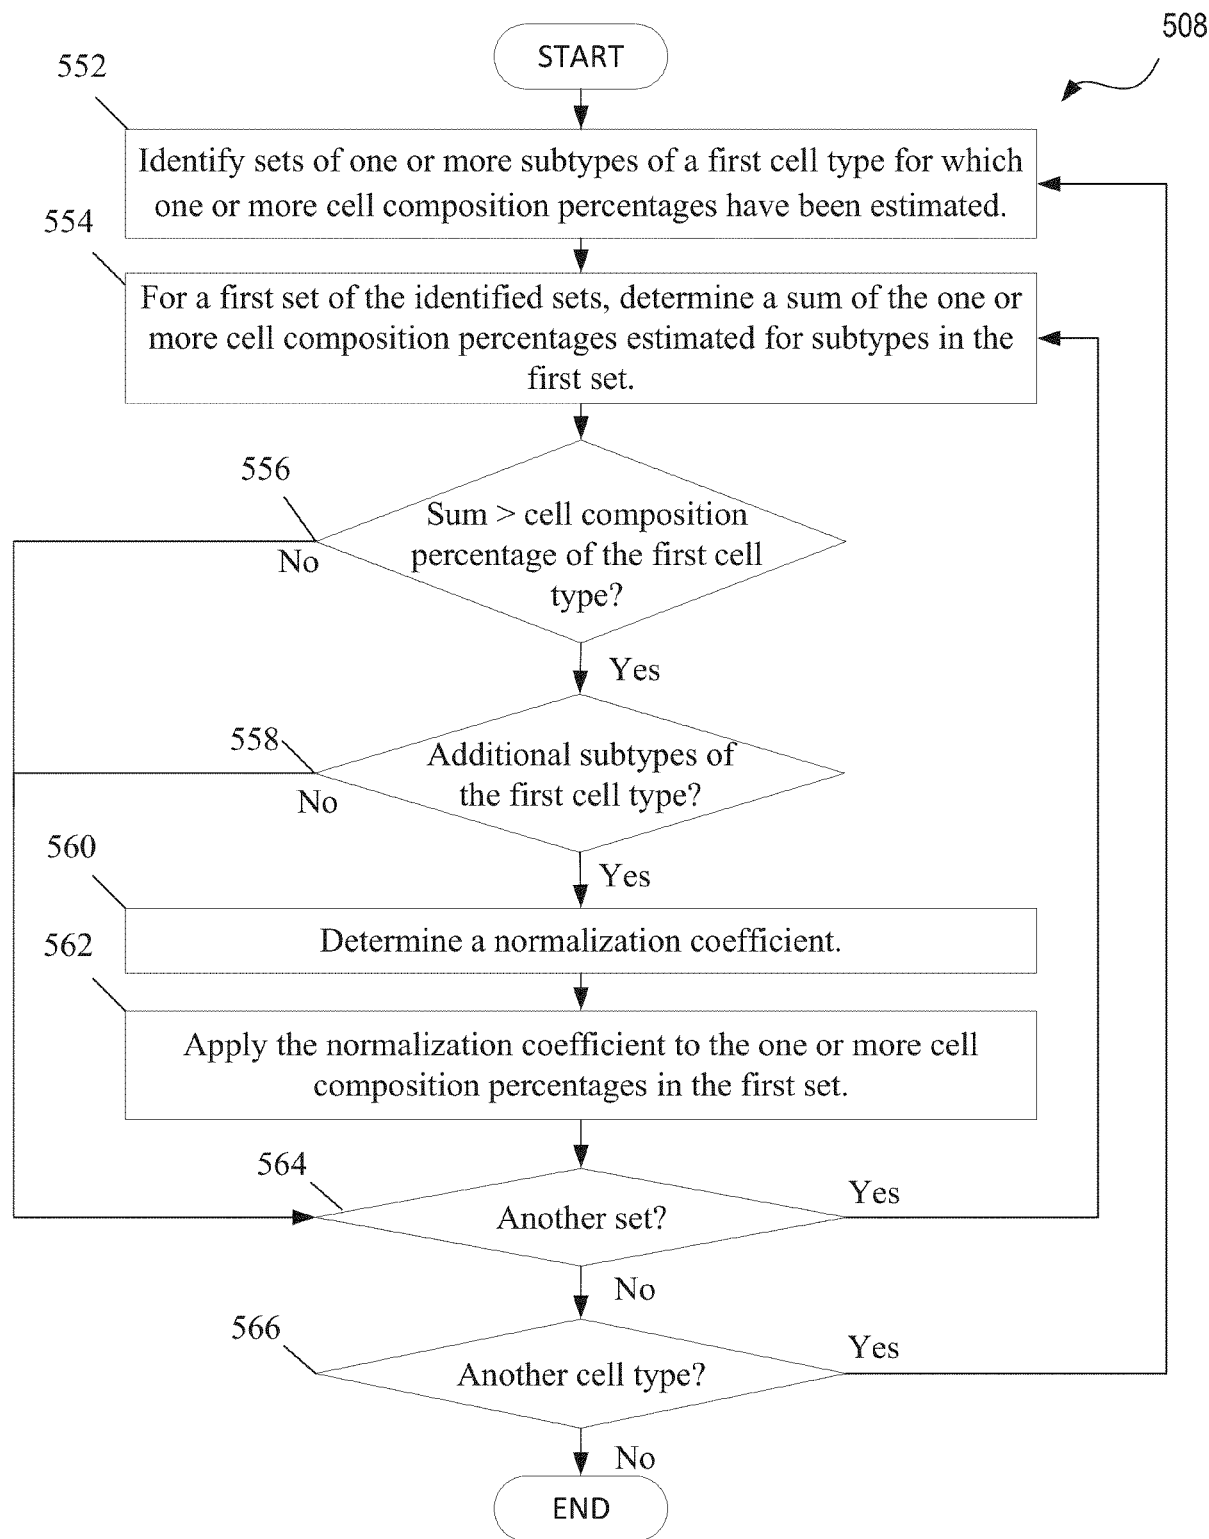 508
START
552
Identify sets of one or more subtypes of a first cell type for which
one or more cell composition percentages have been estimated.
554
For a first set of the identified sets, determine a sum of the one or
more cell composition percentages estimated for subtypes in the
first set.
556
Sum > cell composition
percentage of the first cell
type?
No
Yes
558
Additional subtypes of
the first cell type?
No
Yes
560
Determine a normalization coefficient.
562
Apply the normalization coefficient to the one or more cell
composition percentages in the first set.
564
Another set?
Yes
No
566
Another cell type?
Yes
No
END